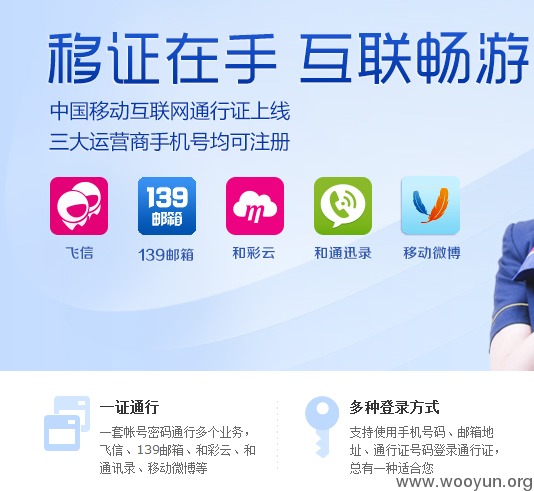 移证在手 互联畅游
中国移动互联网通行证上线
三大运营商手机号均可注册
139
邮箱
飞信
139邮箱
和彩云
和通讯录
移动微博
一证通行
一套帐号密码通行多个业务，
飞信、139邮箱、和彩云、和
通讯录、移动微博等
多种登录方式
支持使用手机号码、邮箱地
址、通行证号码登录通行证，
总有一种适合您
www.wooyun.org